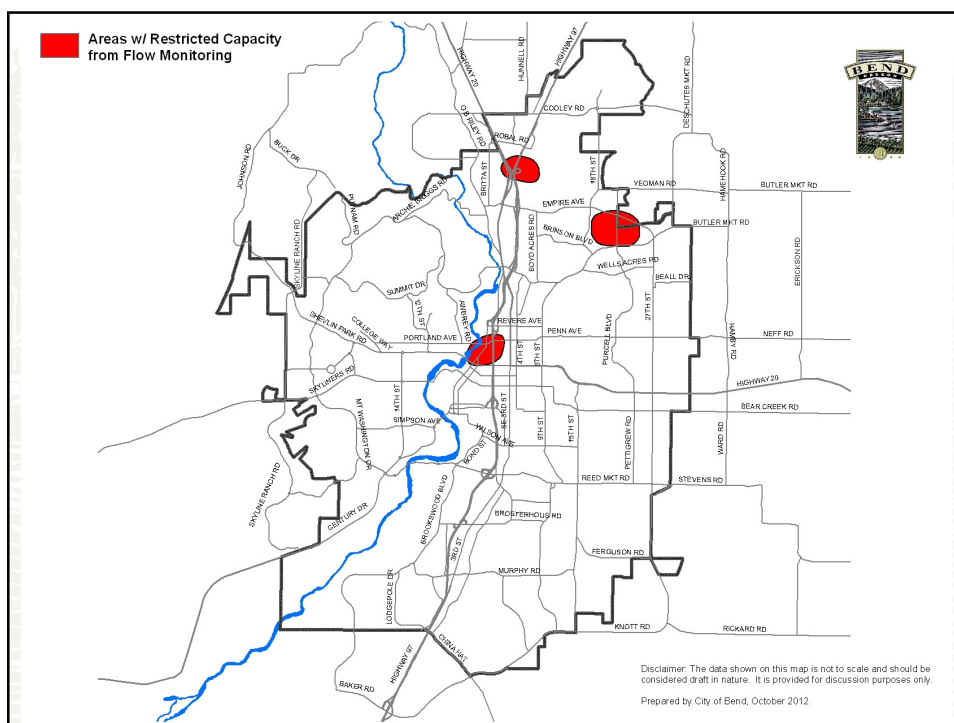 Areas w/ Restricted Capacity
from Flow Monitoring
BEND
OREGON
HIGHWAY 20
HUNNELL RD
HIGHWAY 97
DESCHUTES MKT RD
COOLEY RD
O B RILEY RD
ROBAL RD
BUCK DR
JOHNSON RD
BRITTA ST
18TH ST
HAMEHOOK RD
YEOMAN RD
BUTLER MKT RD
PUTNAM RD
ARCHIE BRIGGS RD
EMPIRE AVE
BUTLER MKT RD
BRINSON BLVD
BOYD ACRES RD
SKYLINE RANCH RD
WELLS ACRES RD
BEALL DR
ERICKSON RD
SUMMIT DR
12TH ST
AWBREY RD
27TH ST
SHEVLIN PARK RD
COLLEGE WAY
REVERE AVE
PORTLAND AVE
PENN AVE
NEFF RD
4TH ST
8TH ST
PURCELL BLVD
HAMBY RD
SKYLINERS RD
HIGHWAY 20
14TH ST
MT WASHINGTON DR
SE 3RD ST
BEAR CREEK RD
SIMPSON AVE
WILSON AVE
9TH ST
15TH ST
PETTIGREW RD
WARD RD
BOND ST
SKYLINE RANCH RD
REED MKT RD
STEVENS RD
CENTURY DR
BROOKSWOOD BLVD
BROSTERHOUS RD
3RD ST
FERGUSON RD
MURPHY RD
LODGEPOLE DR
KNOTT RD
RICKARD RD
CHINA HAT
HIGHWAY 97
BAKER RD
Disclaimer: The data shown on this map is not to scale and should be
considered draft in nature. It is provided for discussion purposes only.
Prepared by City of Bend, October 2012.